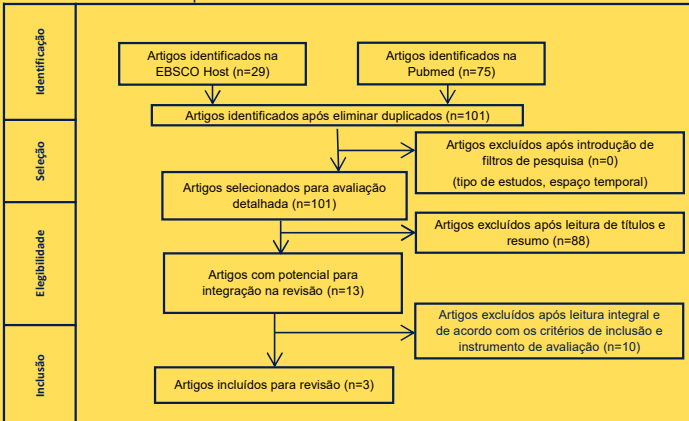 Identificação
Artigos identificados na
EBSCO Host (n=29)
Artigos identificados na
Pubmed (n=75)
Artigos identificados após eliminar duplicados (n=101)
Seleção
Artigos excluídos após introdução de
filtros de pesquisa (n=0)
(tipo de estudos, espaço temporal)
Artigos selecionados para avaliação
detalhada (n=101)
Elegibilidade
Artigos excluídos após leitura de títulos e
resumo (n=88)
Artigos com potencial para
integração na revisão (n=13)
Artigos excluídos após leitura integral e
de acordo com os critérios de inclusão e
instrumento de avaliação (n=10)
Inclusão
Artigos incluídos para revisão (n=3)